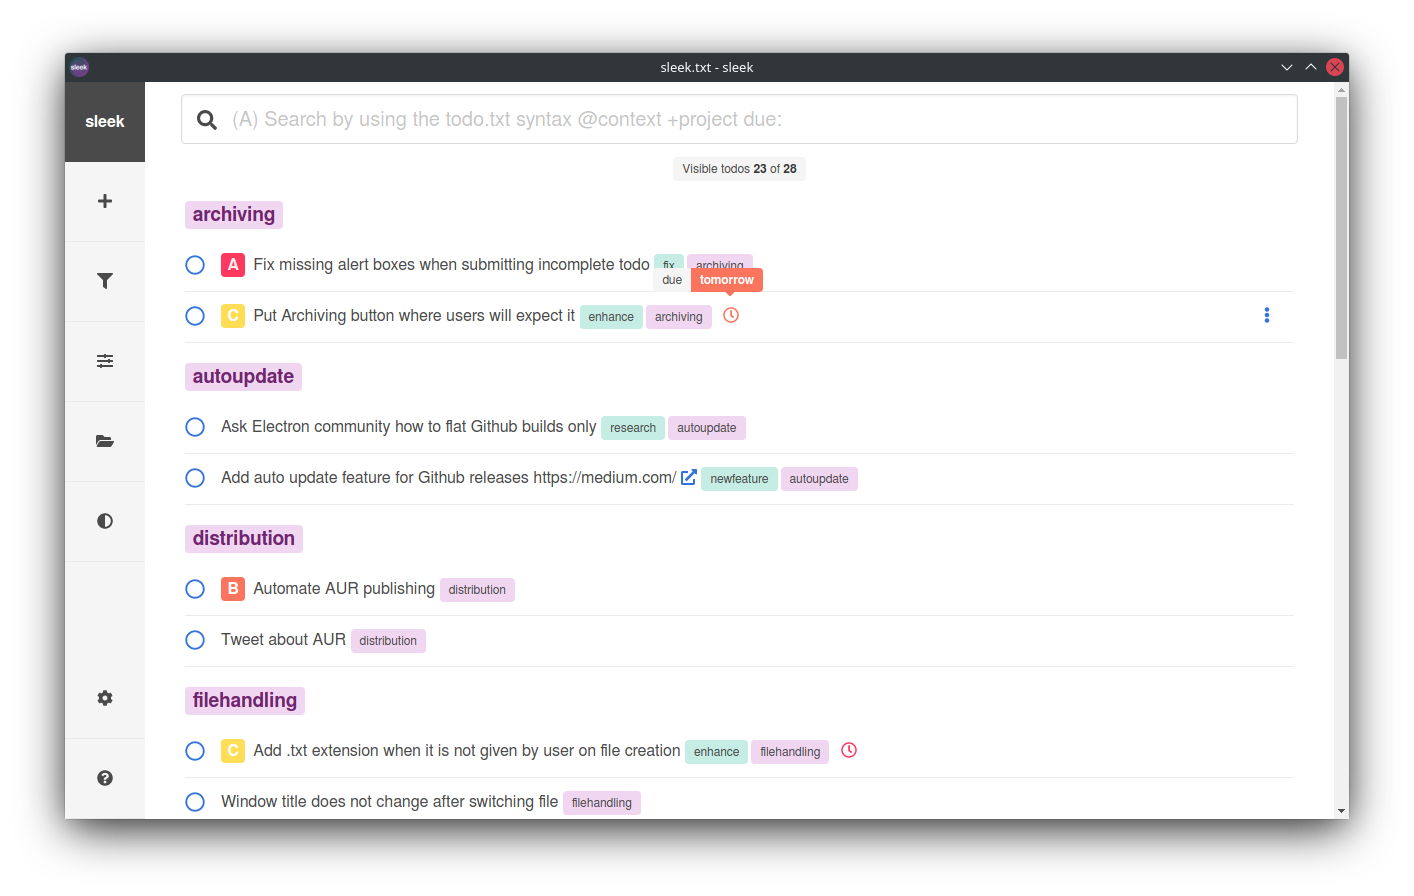 sleek
sleek.txt - sleek
sleek
(A) Search by using the todo.txt syntax @context +project due:
Visible todos 23 of 28
archiving
A Fix missing alert boxes when submitting incomplete todo fix archiving
due tomorrow
C Put Archiving button where users will expect it enhance archiving
autoupdate
Ask Electron community how to flat Github builds only research autoupdate
Add auto update feature for Github releases https://medium.com/ newfeature autoupdate
distribution
B Automate AUR publishing distribution
Tweet about AUR distribution
filehandling
C Add .txt extension when it is not given by user on file creation enhance filehandling
Window title does not change after switching file filehandling